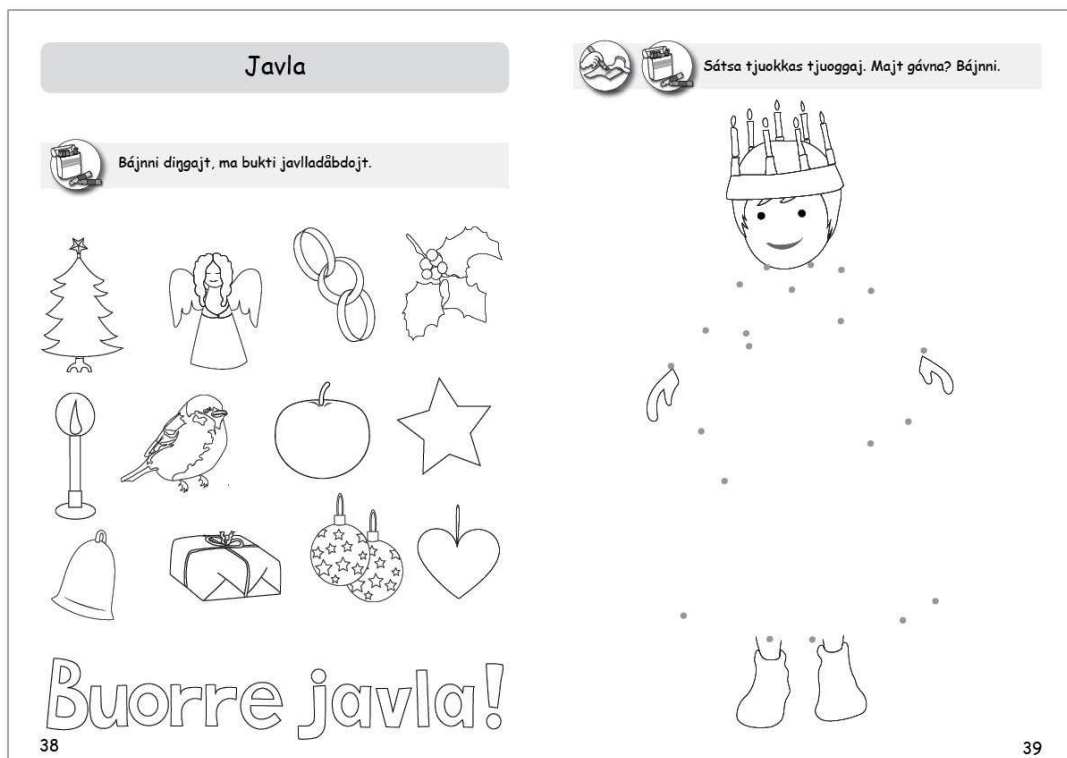 Javla
Bájnni diŋgajt, ma bukti javlladåbdojt.
Buorre javla!
38
Sátsa tjuokkas tjuoggaj. Majt gávna? Bájnni.
39